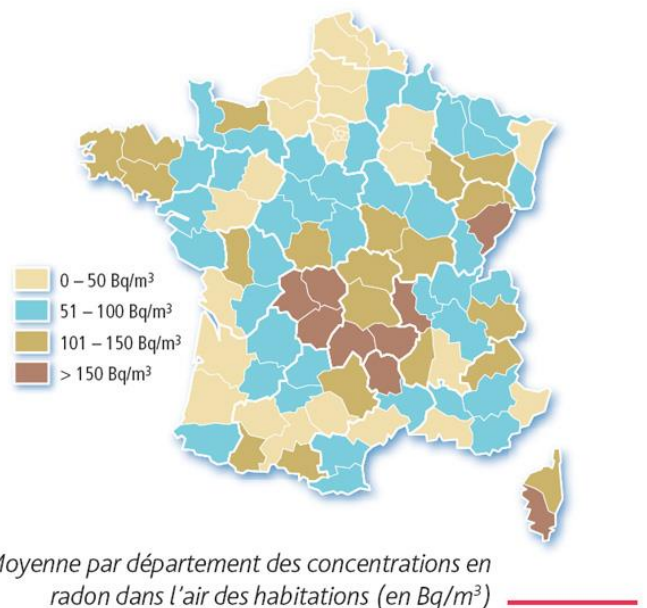 0 – 50 Bq/m³
51 – 100 Bq/m³
101 – 150 Bq/m³
> 150 Bq/m³
Moyenne par département des concentrations en
radon dans l'air des habitations (en Bq/m³)